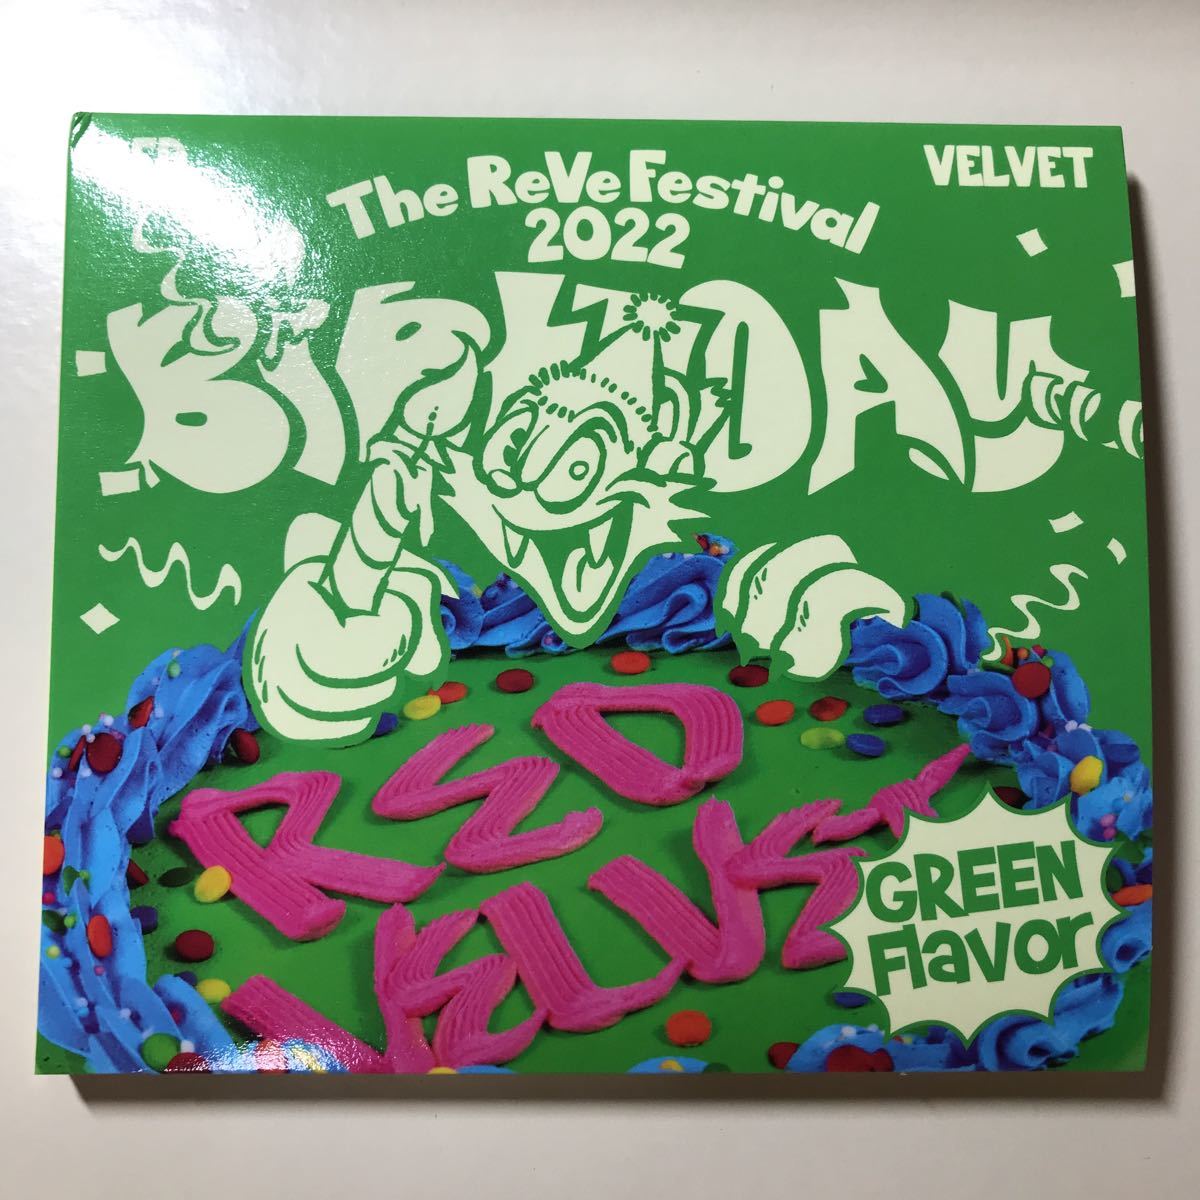 VELVET
The ReVe Festival
2022
BirthDAY
RED
VELVET
GREEN
Flavor